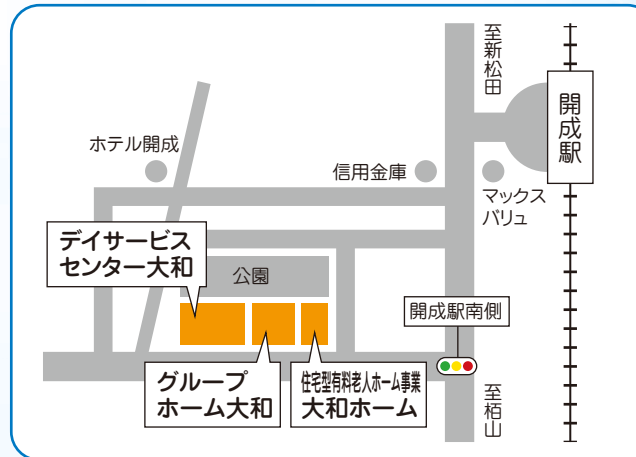 至新松田
開成駅
ホテル開成
信用金庫
マックス
バリュ
デイサービス
センター大和
公園
開成駅南側
グループ
ホーム大和
住宅型有料老人ホーム事業
大和ホーム
至栢山